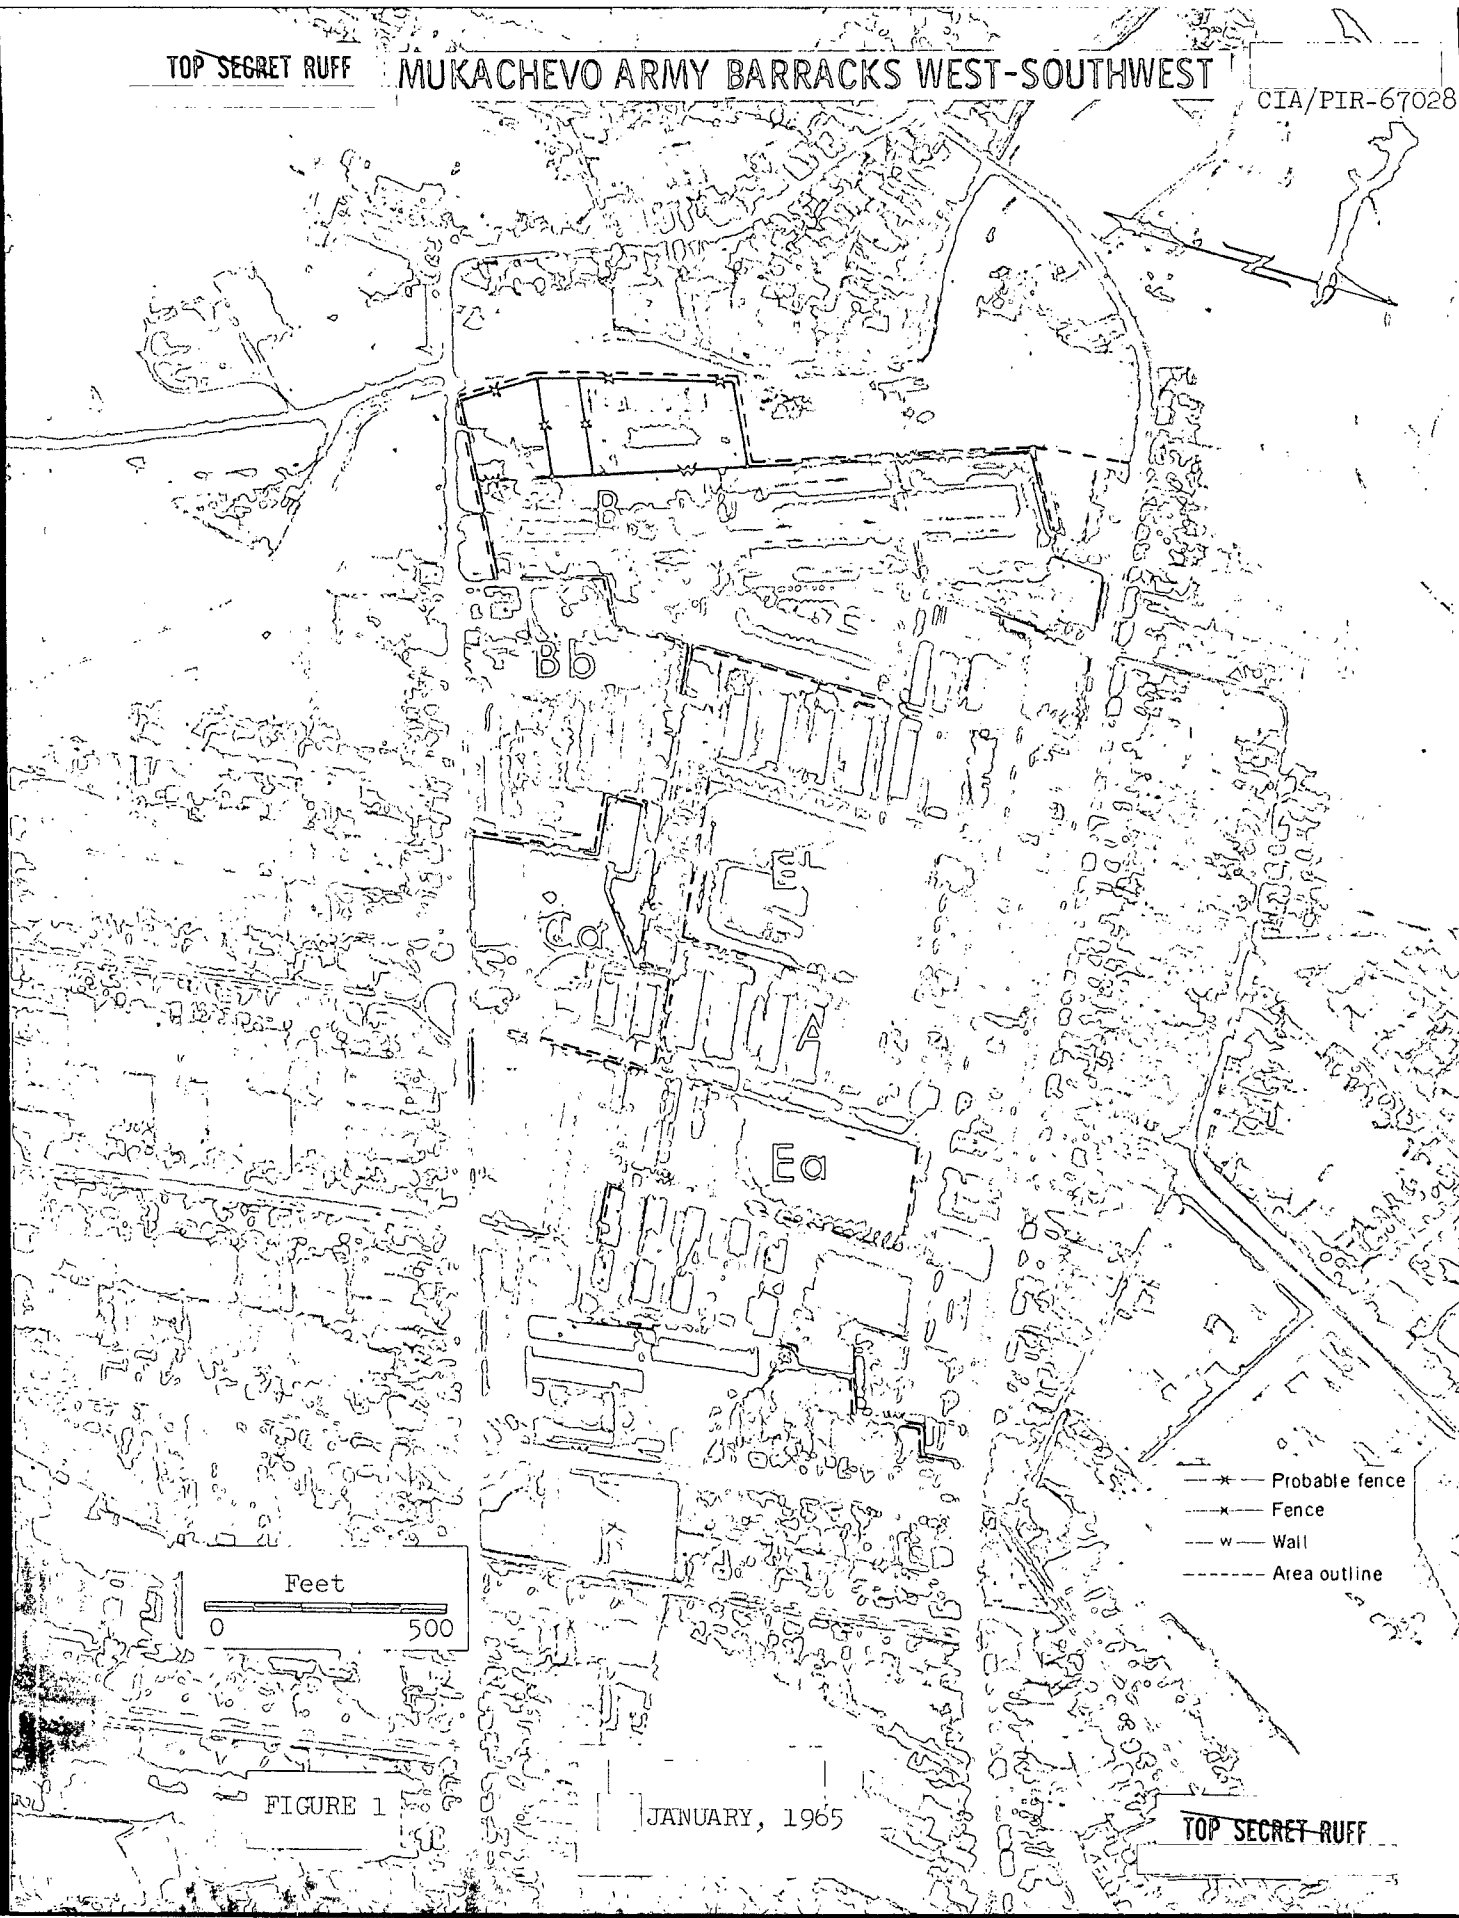 TOP SECRET RUFF
MUKACHEVO ARMY BARRACKS WEST-SOUTHWEST
CIA/PIR-67028
B
Bb
E
Ca
A
Ea
Probable fence
Fence
w Wall
Area outline
Feet
0 500
FIGURE 1
JANUARY, 1965
TOP SECRET RUFF